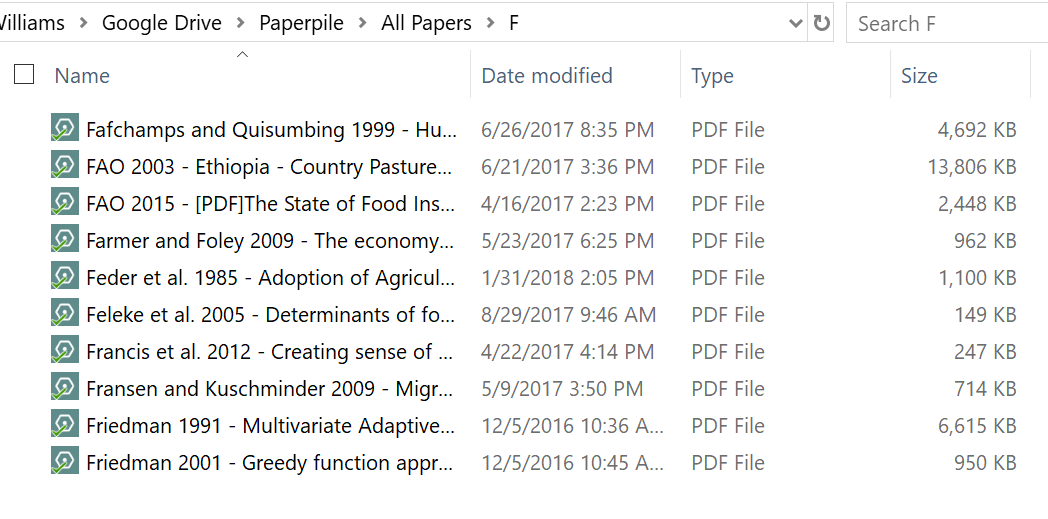 Williams > Google Drive > Paperpile > All Papers > F
Search F
Name Date modified Type Size
Fafchamps and Quisumbing 1999 - Hu... 6/26/2017 8:35 PM PDF File 4,692 KB
FAO 2003 - Ethiopia - Country Pasture... 6/21/2017 3:36 PM PDF File 13,806 KB
FAO 2015 - [PDF]The State of Food Ins... 4/16/2017 2:23 PM PDF File 2,448 KB
Farmer and Foley 2009 - The economy... 5/23/2017 6:25 PM PDF File 962 KB
Feder et al. 1985 - Adoption of Agricul... 1/31/2018 2:05 PM PDF File 1,100 KB
Feleke et al. 2005 - Determinants of fo... 8/29/2017 9:46 AM PDF File 149 KB
Francis et al. 2012 - Creating sense of ... 4/22/2017 4:14 PM PDF File 247 KB
Fransen and Kuschminder 2009 - Migr... 5/9/2017 3:50 PM PDF File 714 KB
Friedman 1991 - Multivariate Adaptive... 12/5/2016 10:36 A... PDF File 6,615 KB
Friedman 2001 - Greedy function appr... 12/5/2016 10:45 A... PDF File 950 KB